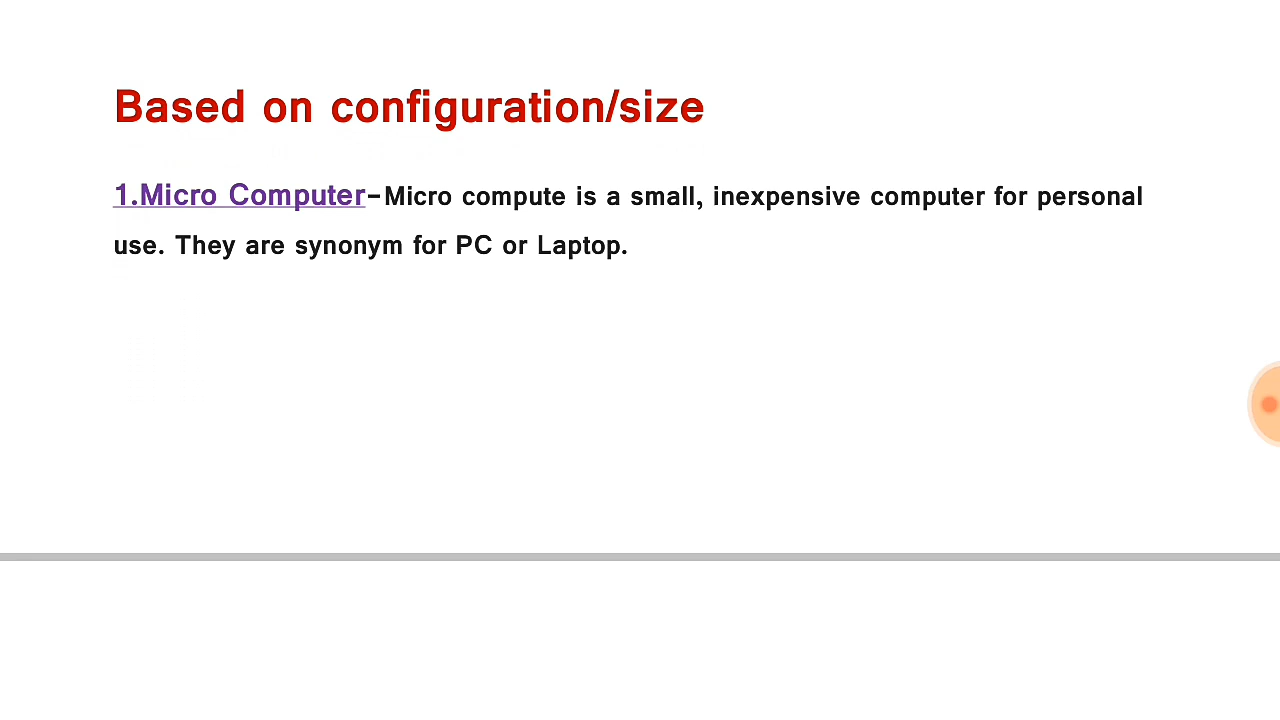 Based on configuration/size
1.Micro Computer-Micro compute is a small, inexpensive computer for personal
use. They are synonym for PC or Laptop.